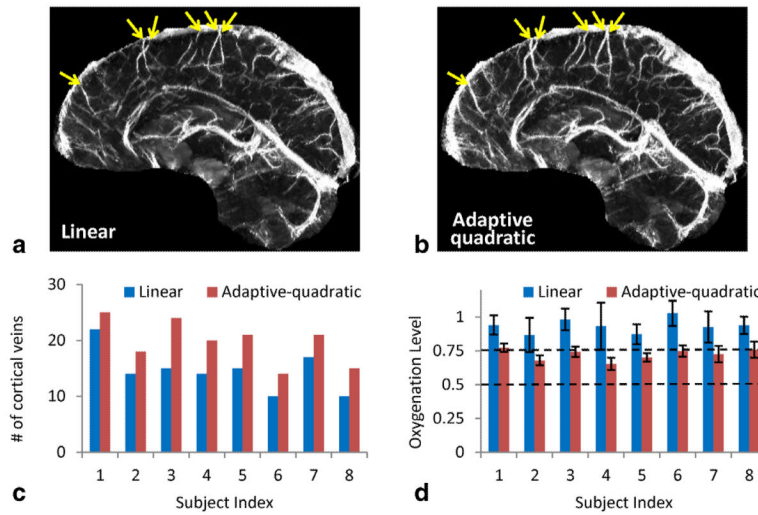 Linear
a
Adaptive
quadratic
b
30
20
10
0
# of cortical veins
Linear
Adaptive-quadratic
1 2 3 4 5 6 7 8
Subject Index
c
1
0.75
0.5
0.25
0
Oxygenation Level
Linear
Adaptive-quadratic
1 2 3 4 5 6 7 8
Subject Index
d